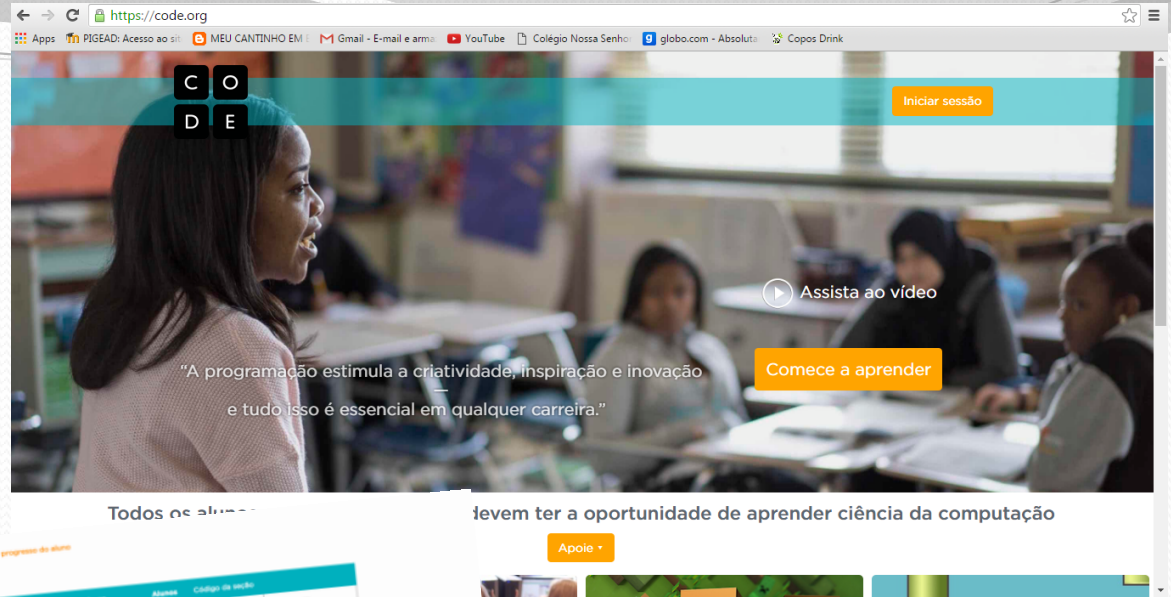 https://code.org
Apps PIGEAD: Acesso ao sit MEU CANTINHO EM E Gmail - E-mail e arma YouTube Colégio Nossa Senho globo.com - Absoluta Copos Drink
C O
D E
Iniciar sessão
Assista ao vídeo
Comece a aprender
“A programação estimula a criatividade, inspiração e inovação
—
e tudo isso é essencial em qualquer carreira.”
Todos os devem ter a oportunidade de aprender ciência da computação
Apoie
progresso do aluno
Alunos Código da seção